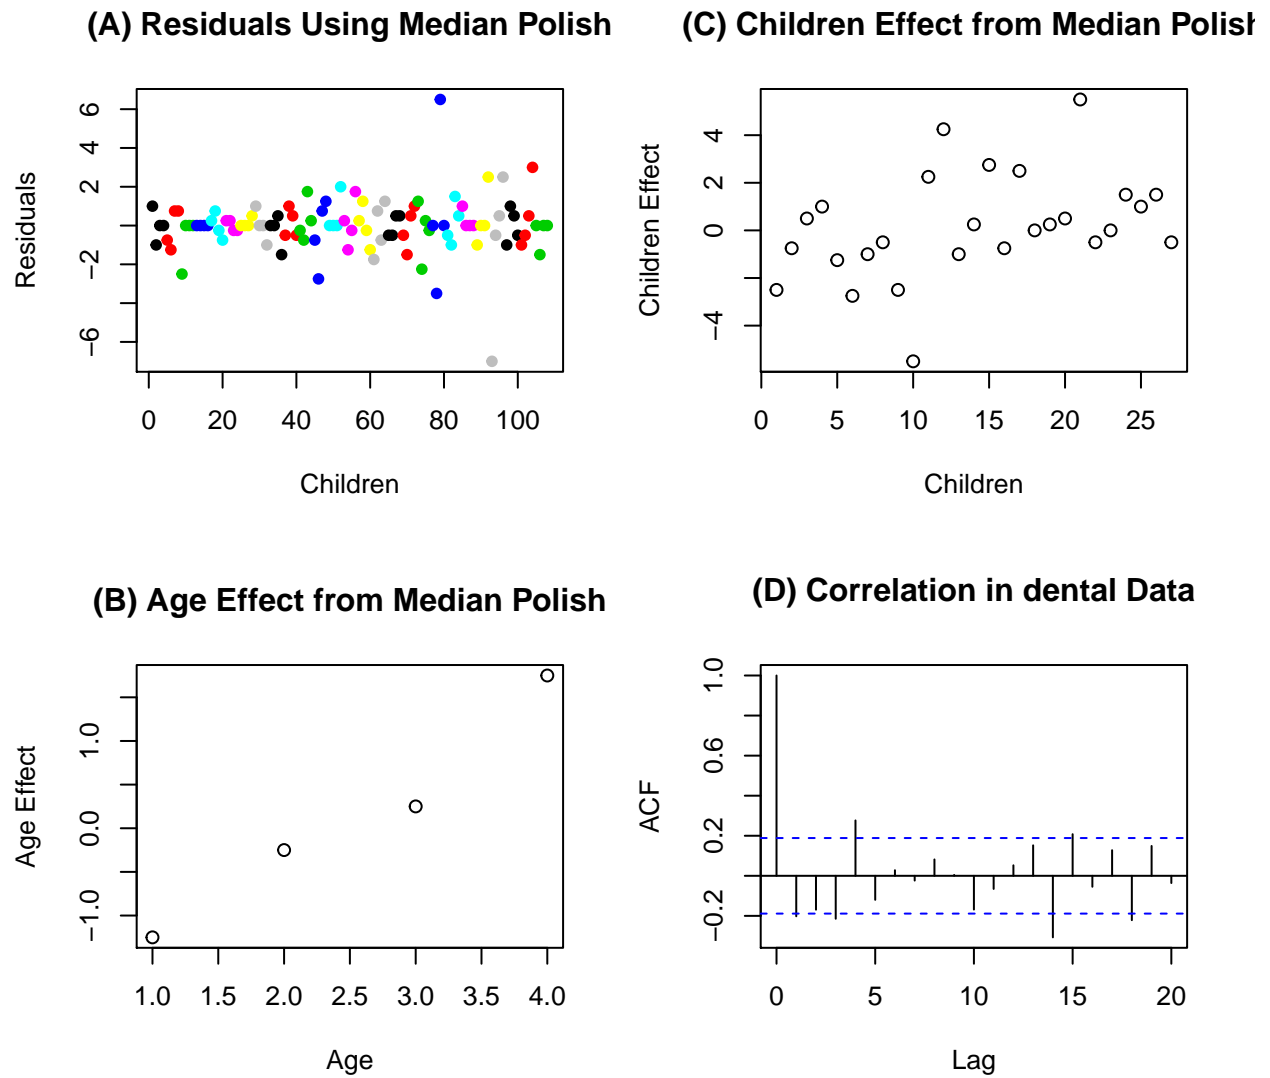 (A) Residuals Using Median Polish
Residuals
6
4
2
−2
−6
0 20 40 60 80 100
Children
(C) Children Effect from Median Polish
Children Effect
4
2
0
−4
0 5 10 15 20 25
Children
(B) Age Effect from Median Polish
Age Effect
1.0
0.0
−1.0
1.0 1.5 2.0 2.5 3.0 3.5 4.0
Age
(D) Correlation in dental Data
ACF
1.0
0.6
0.2
−0.2
0 5 10 15 20
Lag